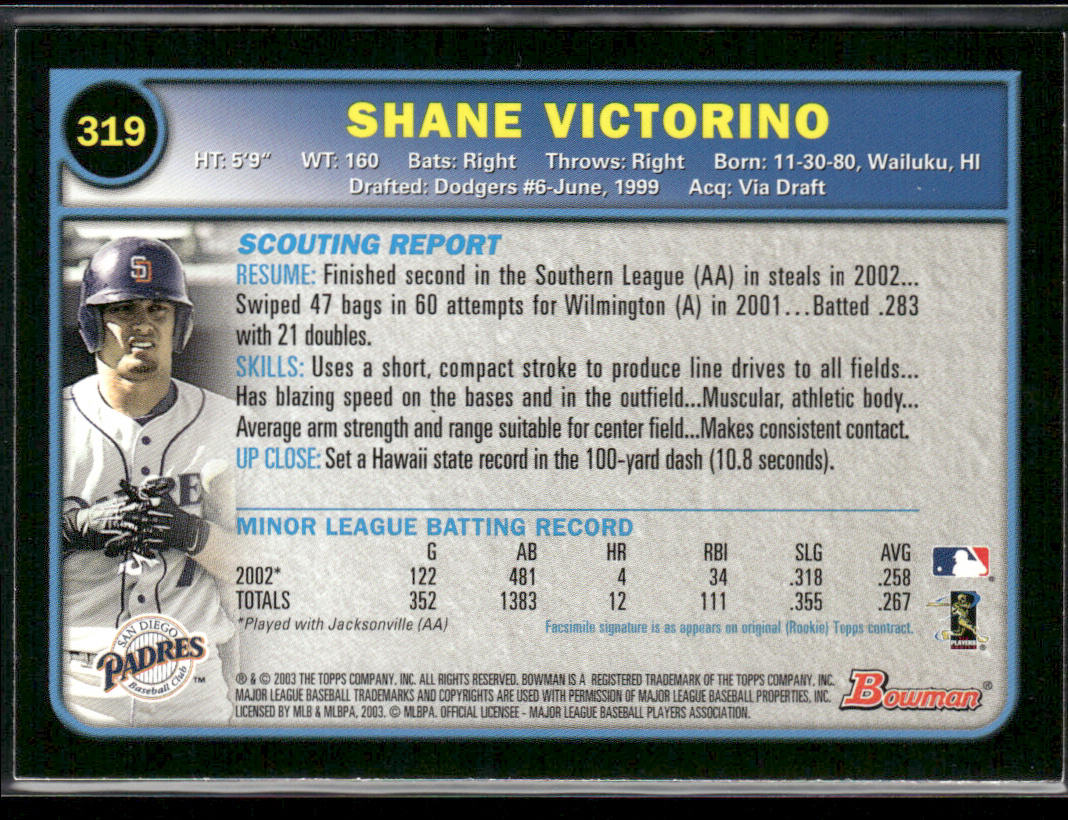 319
SHANE VICTORINO
HT: 5'9" WT: 160 Bats: Right Throws: Right Born: 11-30-80, Wailuku, HI
Drafted: Dodgers #6-June, 1999 Acq: Via Draft
SD
SCOUTING REPORT
RESUME: Finished second in the Southern League (AA) in steals in 2002...
Swiped 47 bags in 60 attempts for Wilmington (A) in 2001...Batted .283
with 21 doubles.
SKILLS: Uses a short, compact stroke to produce line drives to all fields...
Has blazing speed on the bases and in the outfield...Muscular, athletic body...
Average arm strength and range suitable for center field...Makes consistent contact.
UP CLOSE: Set a Hawaii state record in the 100-yard dash (10.8 seconds).
MINOR LEAGUE BATTING RECORD
G AB HR RBI SLG AVG
2002* 122 481 4 34 .318 .258
TOTALS 352 1383 12 111 .355 .267
*Played with Jacksonville (AA)
Facsimile signature is as appears on original (Rookie) Topps contract.
PLAYERS
SAN DIEGO
PADRES
Baseball Club
™
® & © 2003 THE TOPPS COMPANY, INC. ALL RIGHTS RESERVED. BOWMAN IS A REGISTERED TRADEMARK OF THE TOPPS COMPANY, INC.
MAJOR LEAGUE BASEBALL TRADEMARKS AND COPYRIGHTS ARE USED WITH PERMISSION OF MAJOR LEAGUE BASEBALL PROPERTIES, INC.
LICENSED BY MLB & MLBPA, 2003. © MLBPA. OFFICIAL LICENSEE - MAJOR LEAGUE BASEBALL PLAYERS ASSOCIATION.
Bowman®